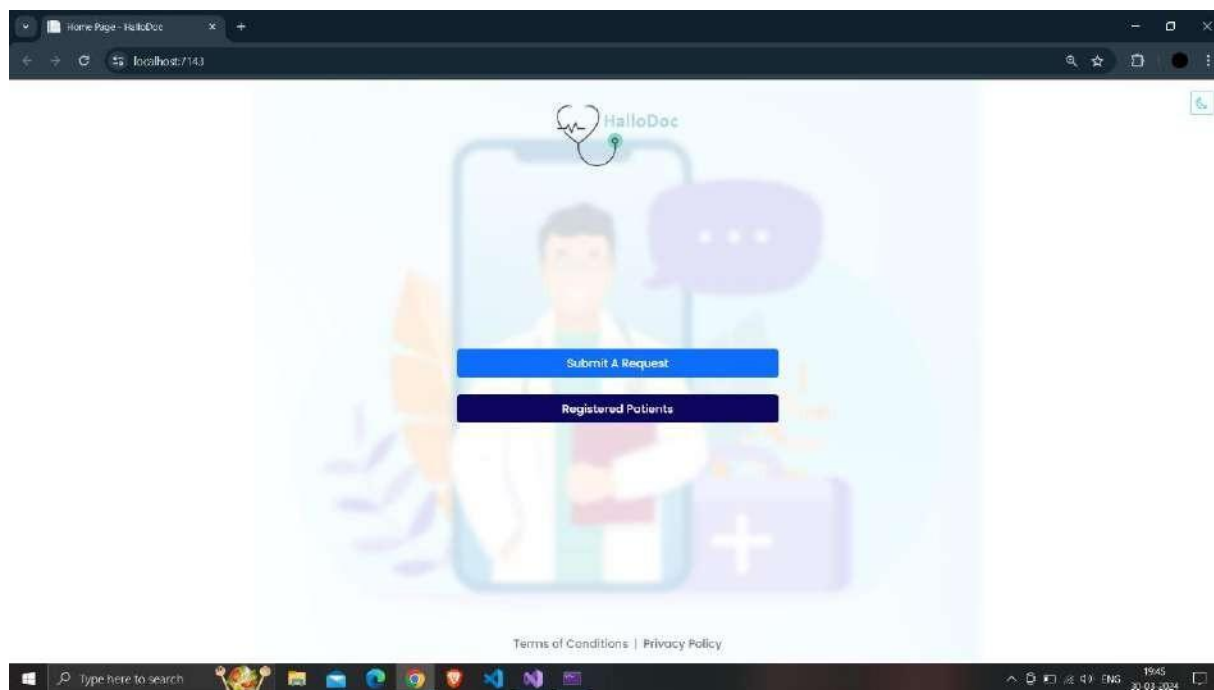 Home Page - HalloDoc
localhost:7143
HalloDoc
Submit A Request
Registered Patients
Terms of Conditions | Privacy Policy
Type here to search
ENG
19:45
30-03-2024